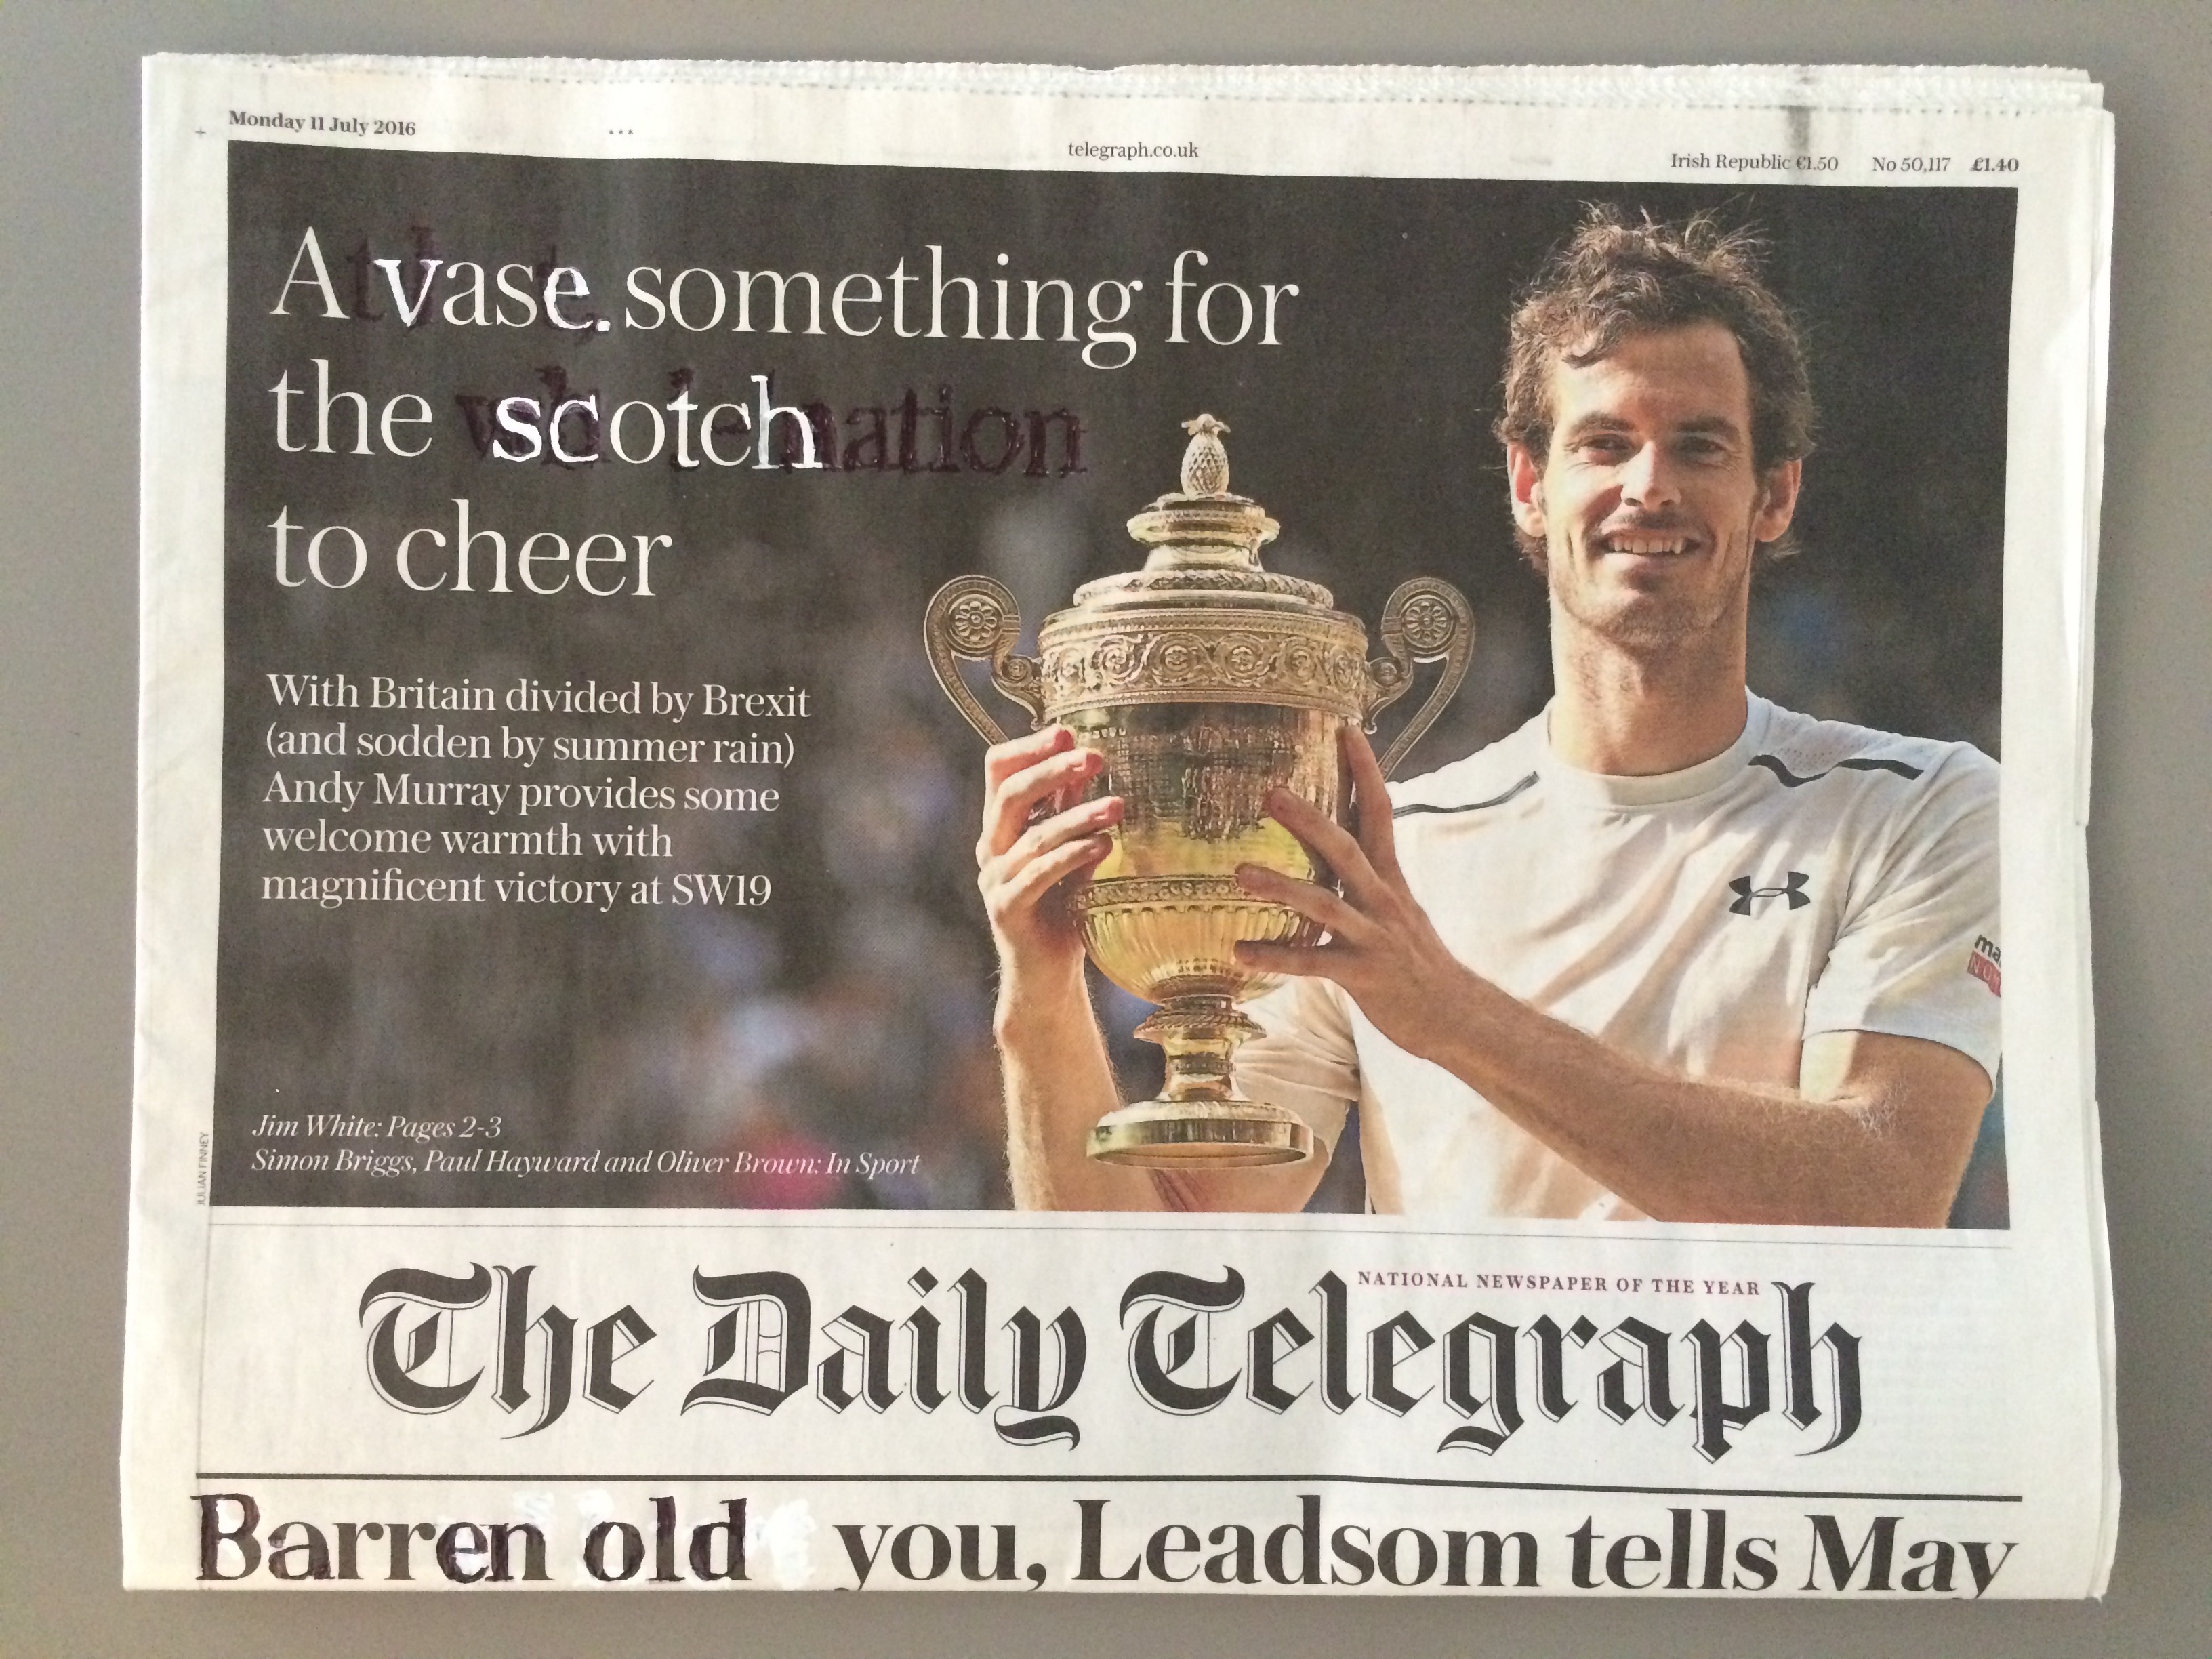 Monday 11 July 2016
...
telegraph.co.uk
Irish Republic €1.50 No 50,117 £1.40
A vase. something for
the scotch
to cheer
With Britain divided by Brexit
(and sodden by summer rain)
Andy Murray provides some
welcome warmth with
magnificent victory at SW19
Jim White: Pages 2-3
Simon Briggs, Paul Hayward and Oliver Brown: In Sport
JULIAN FINNEY
The Daily Telegraph
NATIONAL NEWSPAPER OF THE YEAR
Barren old you, Leadsom tells May